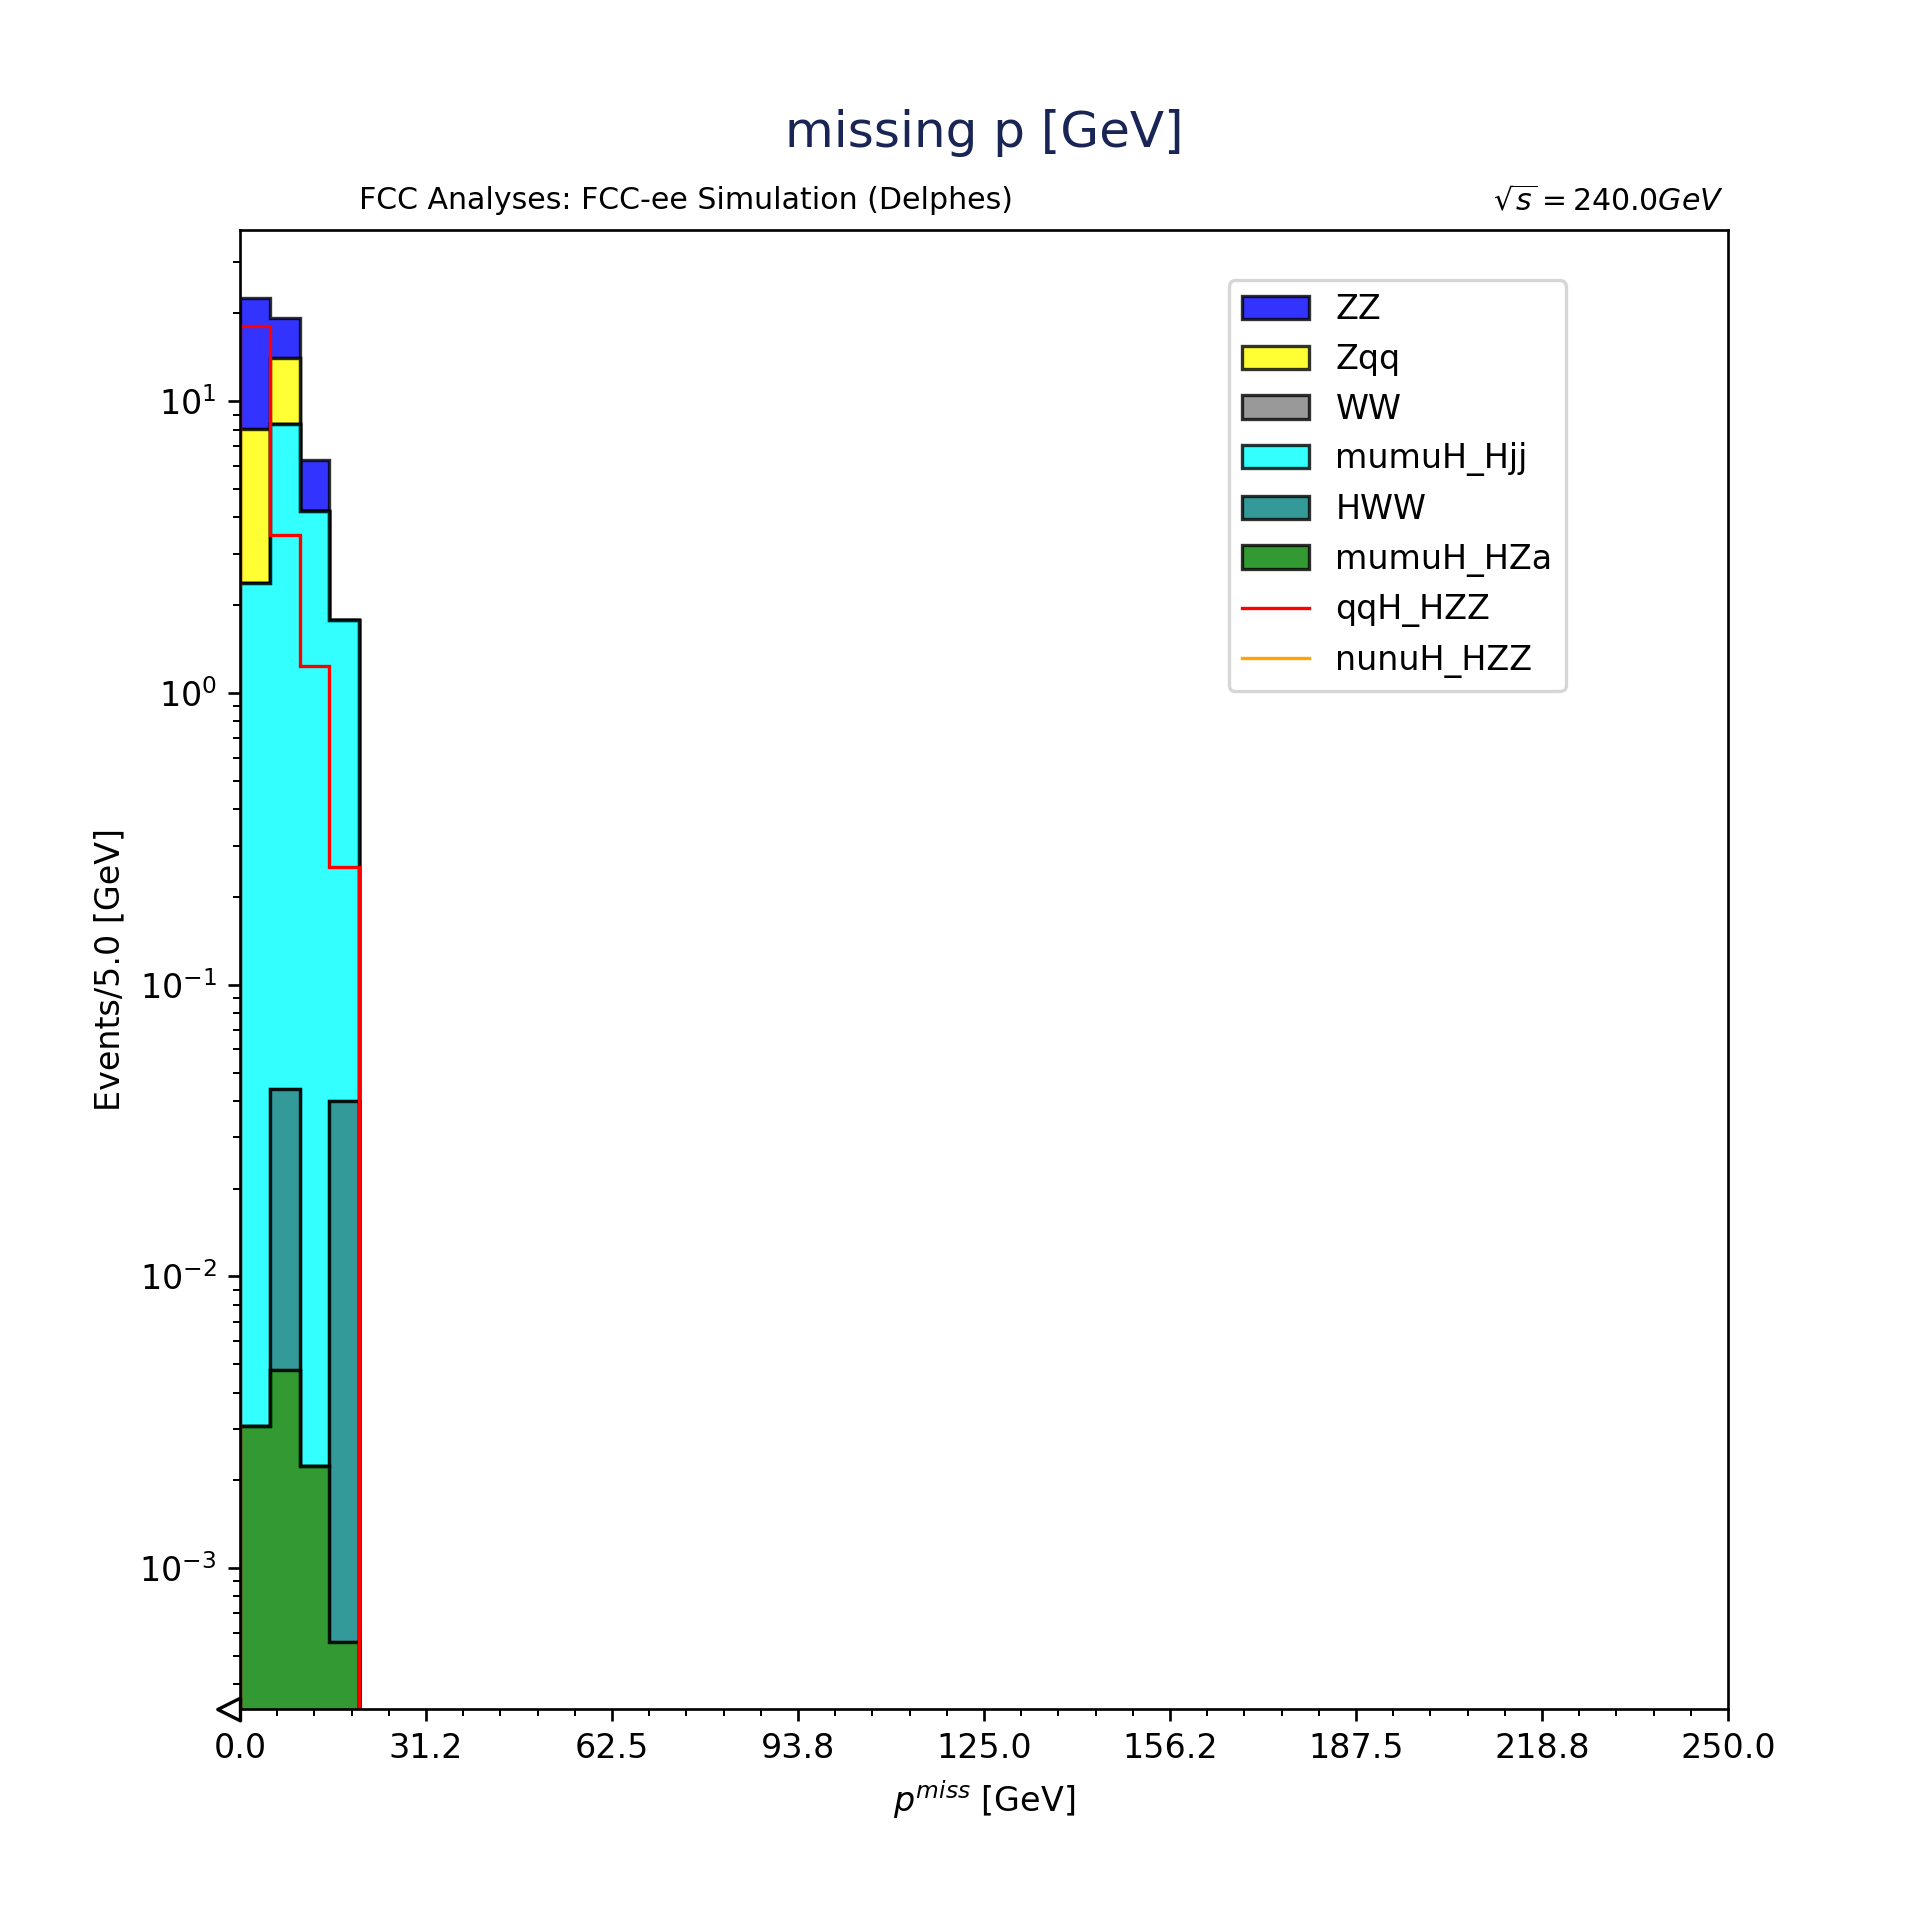 missing p [GeV]
FCC Analyses: FCC-ee Simulation (Delphes)
√s = 240.0GeV
ZZ
Zqq
WW
mumuH_Hjj
HWW
mumuH_HZa
qqH_HZZ
nunuH_HZZ
Events/5.0 [GeV]
10¹
10⁰
10⁻¹
10⁻²
10⁻³
0.0 31.2 62.5 93.8 125.0 156.2 187.5 218.8 250.0
pᵐⁱˢˢ [GeV]